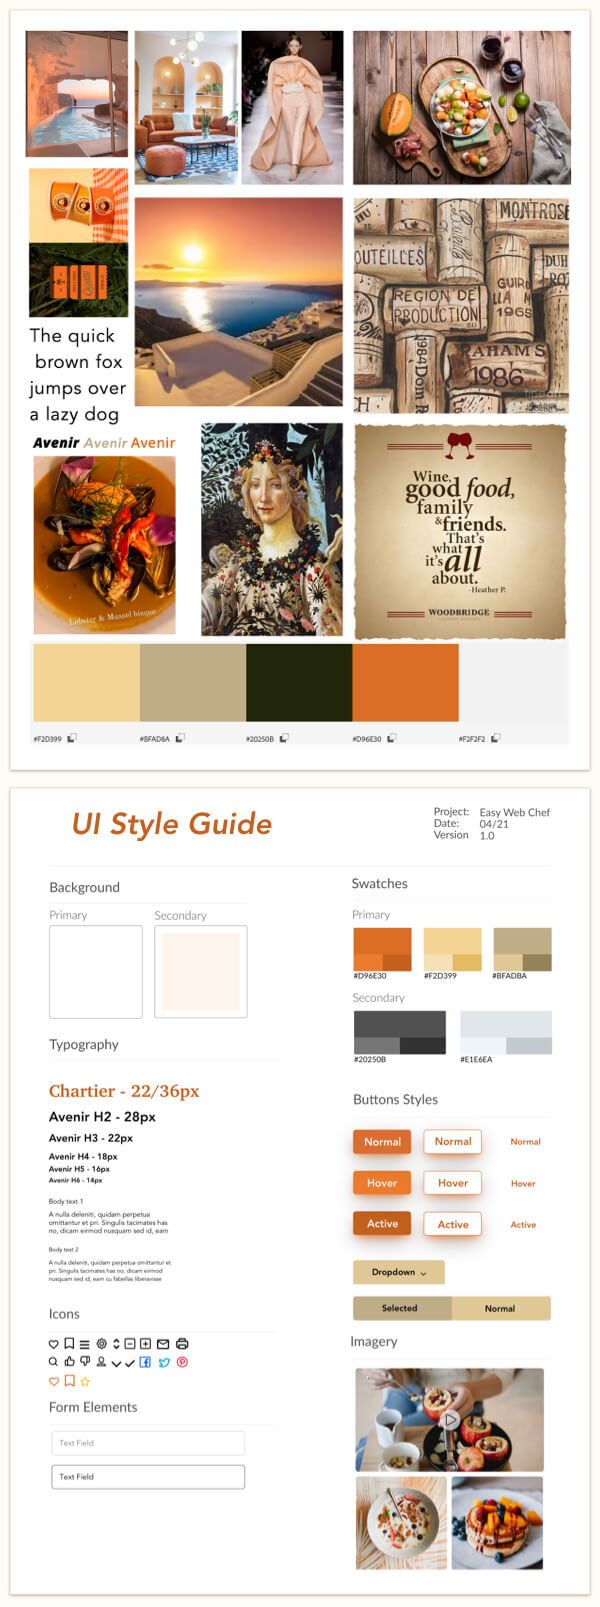 MONTROSE
OUTEILLES
DUH
REGION DE
PRODUCTION
GUIRO
LLA M
1965
1984 Dom R
RAHAMS
1986
The quick
brown fox
jumps over
a lazy dog
Avenir Avenir Avenir
Lobster & Mussel bisque
Wine,
good food,
family
& friends.
That's
what
it's all
about.
- Heather P.
WOODBRIDGE
#F2D399
#BFAD8A
#20250B
#D96E30
#F2F2F2
UI Style Guide
Project: Easy Web Chef
Date: 04/21
Version 1.0
Background
Primary
Secondary
Swatches
Primary
#D96E30
#F2D399
#BFADBA
Secondary
#20250B
#E1E6EA
Typography
Chartier - 22/36px
Avenir H2 - 28px
Avenir H3 - 22px
Avenir H4 - 18px
Avenir H5 - 16px
Avenir H6 - 14px
Body text 1
A nulla deleniti, quidam perpetua
omittantur et pri. Singulis tacimates has
no, dicam eirmod nusquam sed id, eam
Body text 2
A nulla deleniti, quidam perpetua omittantur et
pri. Singulis tacimates has no, dicam eirmod
nusquam sed id, eam cu fabellas liberavisse
Buttons Styles
Normal Normal Normal
Hover Hover Hover
Active Active Active
Dropdown
Selected Normal
Icons
Form Elements
Text Field
Text Field
Imagery